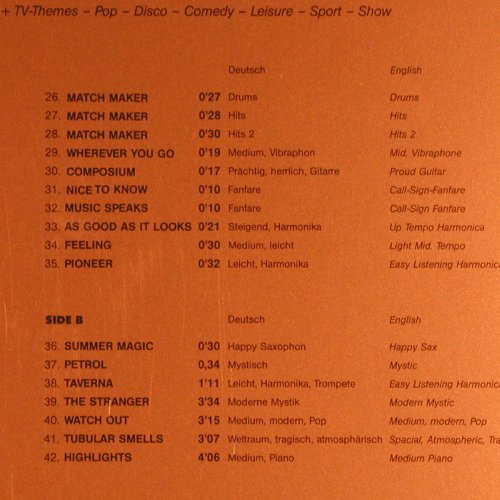 + TV-Themes – Pop – Disco – Comedy – Leisure – Sport – Show
Deutsch English
26. MATCH MAKER 0'27 Drums Drums
27. MATCH MAKER 0'28 Hits Hits
28. MATCH MAKER 0'30 Hits 2 Hits 2
29. WHEREVER YOU GO 0'19 Medium, Vibraphon Mid. Vibraphone
30. COMPOSIUM 0'17 Prächtig, herrlich, Gitarre Proud Guitar
31. NICE TO KNOW 0'10 Fanfare Call-Sign-Fanfare
32. MUSIC SPEAKS 0'10 Fanfare Call-Sign Fanfare
33. AS GOOD AS IT LOOKS 0'21 Steigend, Harmonika Up Tempo Harmonica
34. FEELING 0'30 Medium, leicht Light Mid. Tempo
35. PIONEER 0'32 Leicht, Harmonika Easy Listening Harmonica
SIDE B Deutsch English
36. SUMMER MAGIC 0'30 Happy Saxophon Happy Sax
37. PETROL 0,34 Mystisch Mystic
38. TAVERNA 1'11 Leicht, Harmonika, Trompete Easy Listening Harmonica
39. THE STRANGER 3'34 Moderne Mystik Modern Mystic
40. WATCH OUT 3'15 Medium, modern, Pop Medium, modern, Pop
41. TUBULAR SMELLS 3'07 Weltraum, tragisch, atmosphärisch Spacial, Atmospheric, Tra
42. HIGHLIGHTS 4'06 Medium, Piano Medium Piano